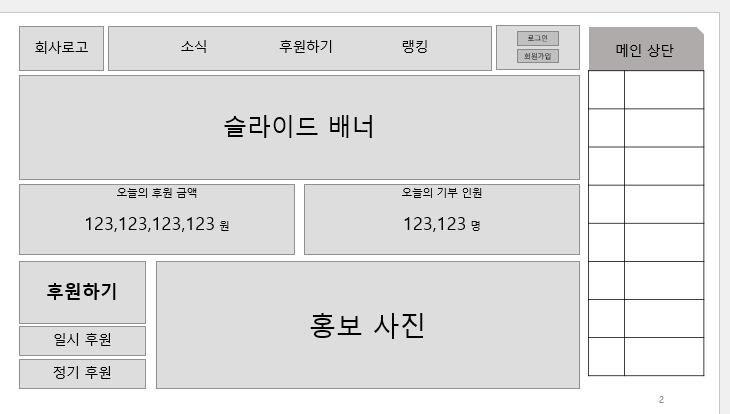 회사로고
소식 후원하기 랭킹
로그인
회원가입
메인 상단
슬라이드 배너
오늘의 후원 금액
123,123,123,123 원
오늘의 기부 인원
123,123 명
후원하기
일시 후원
정기 후원
홍보 사진
2